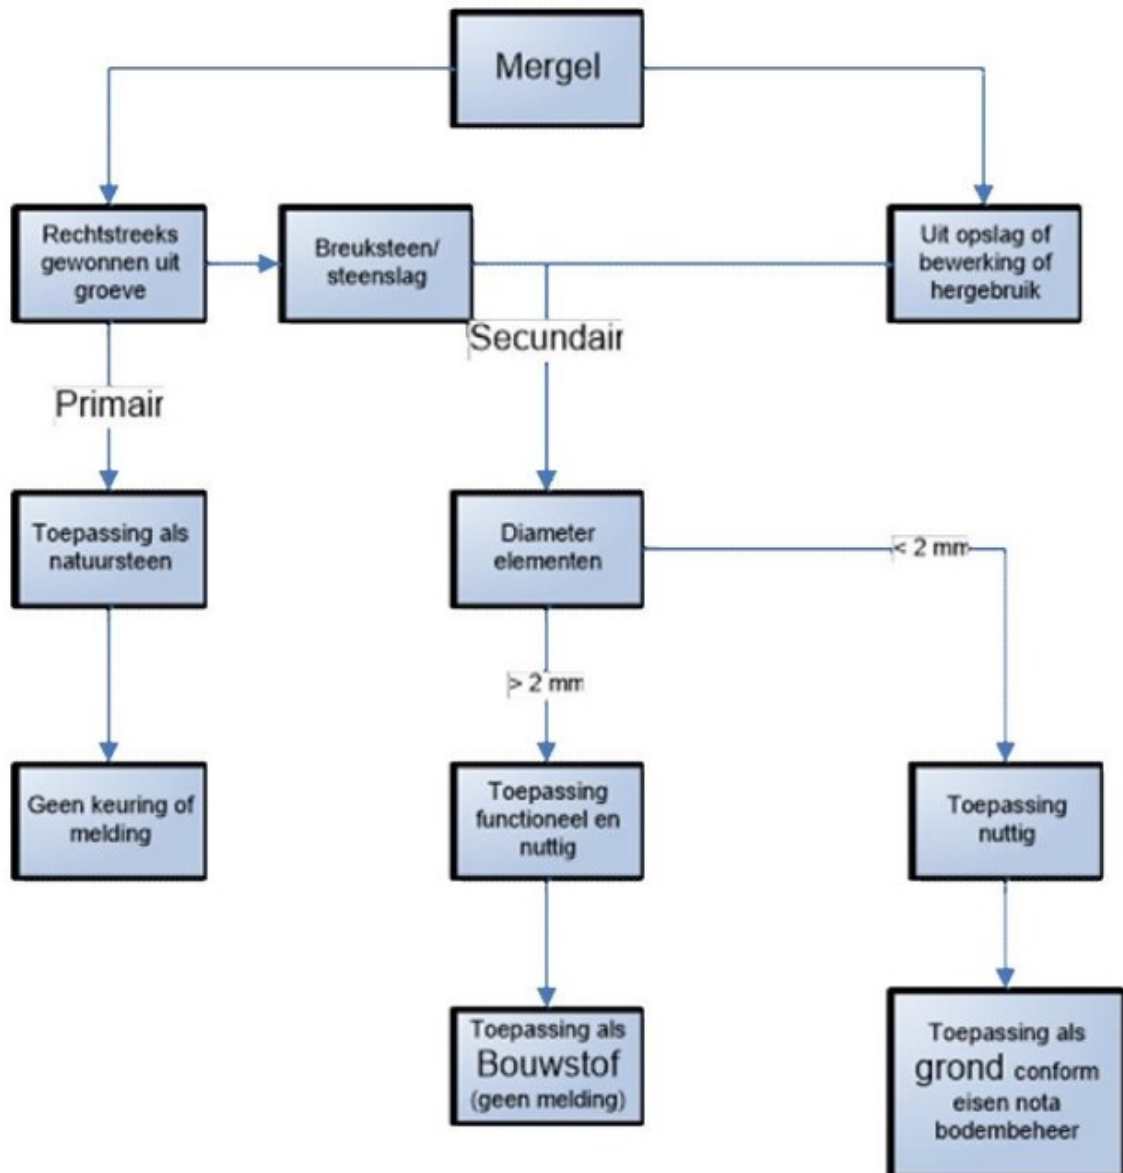 Mergel
Rechtstreeks
gewonnen uit
groeve
Breuksteen/
steenslag
Uit opslag of
bewerking of
hergebruik
Secundair
Primair
Toepassing als
natuursteen
Diameter
elementen
< 2 mm
> 2 mm
Geen keuring of
melding
Toepassing
functioneel en
nuttig
Toepassing
nuttig
Toepassing als
Bouwstof
(geen melding)
Toepassing als
grond conform
eisen nota
bodembeheer